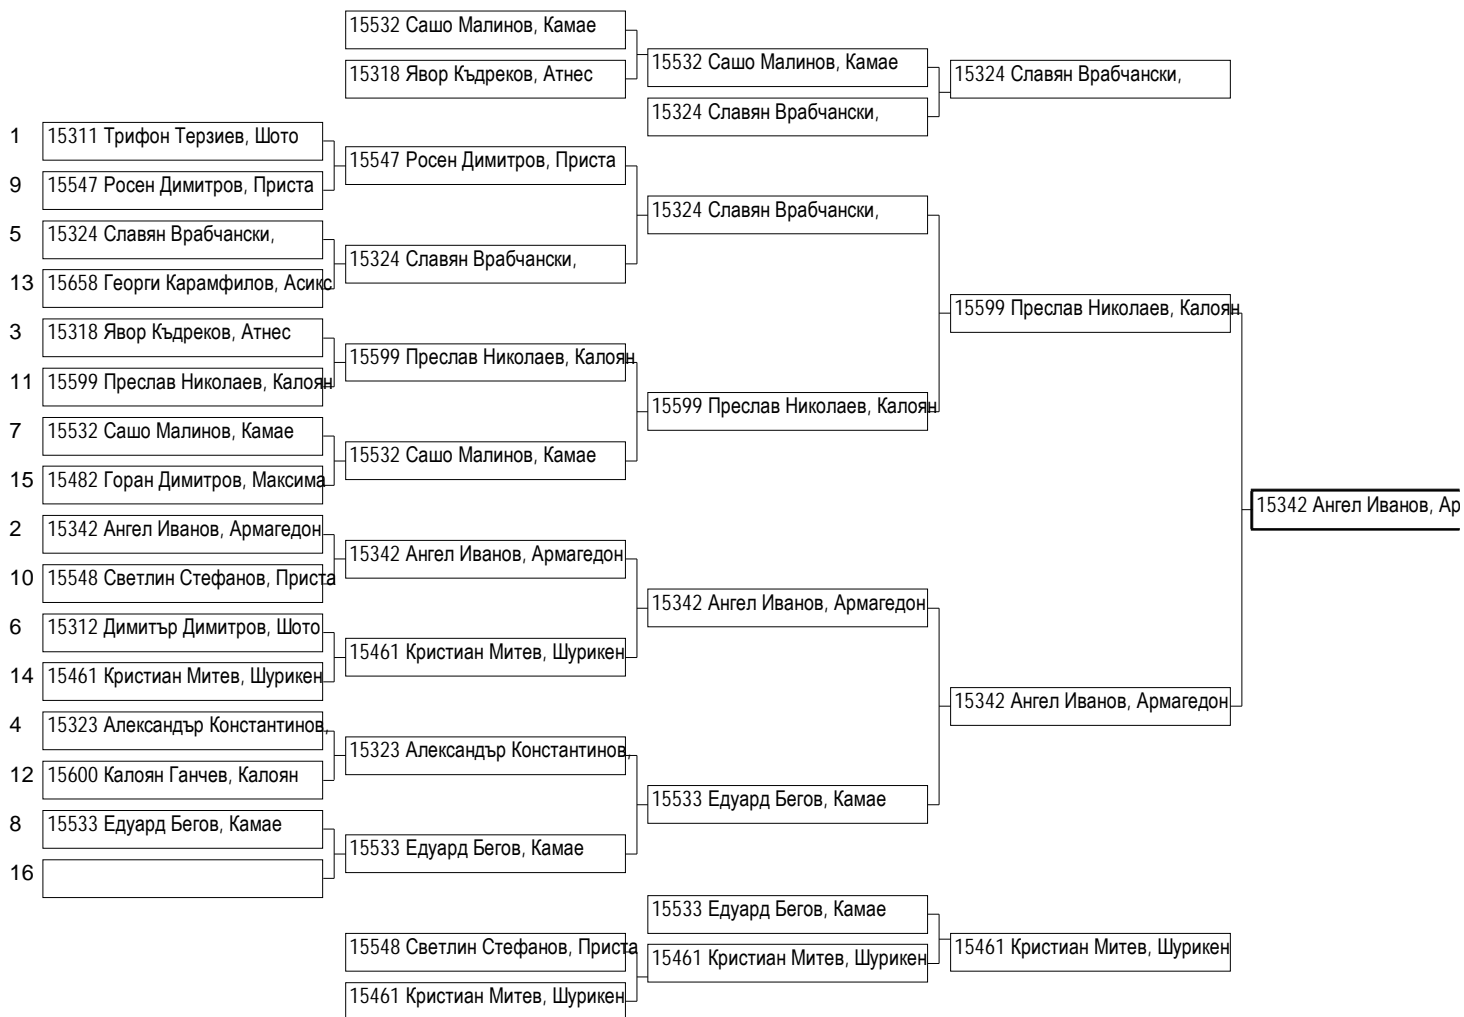 15532 Сашо Малинов, Камае
15318 Явор Къдреков, Атнес
15532 Сашо Малинов, Камае
15324 Славян Врабчански,
15324 Славян Врабчански,
1 15311 Трифон Терзиев, Шото
9 15547 Росен Димитров, Приста
5 15324 Славян Врабчански,
13 15658 Георги Карамфилов, Асикс
3 15318 Явор Къдреков, Атнес
11 15599 Преслав Николаев, Калоян
7 15532 Сашо Малинов, Камае
15 15482 Горан Димитров, Максима
2 15342 Ангел Иванов, Армагедон
10 15548 Светлин Стефанов, Приста
6 15312 Димитър Димитров, Шото
14 15461 Кристиан Митев, Шурикен
4 15323 Александър Константинов,
12 15600 Калоян Ганчев, Калоян
8 15533 Едуард Бегов, Камае
16
15547 Росен Димитров, Приста
15324 Славян Врабчански,
15599 Преслав Николаев, Калоян
15532 Сашо Малинов, Камае
15342 Ангел Иванов, Армагедон
15461 Кристиан Митев, Шурикен
15323 Александър Константинов,
15533 Едуард Бегов, Камае
15324 Славян Врабчански,
15599 Преслав Николаев, Калоян
15342 Ангел Иванов, Армагедон
15533 Едуард Бегов, Камае
15599 Преслав Николаев, Калоян
15342 Ангел Иванов, Армагедон
15342 Ангел Иванов, Ар
15548 Светлин Стефанов, Приста
15461 Кристиан Митев, Шурикен
15533 Едуард Бегов, Камае
15461 Кристиан Митев, Шурикен
15461 Кристиан Митев, Шурикен